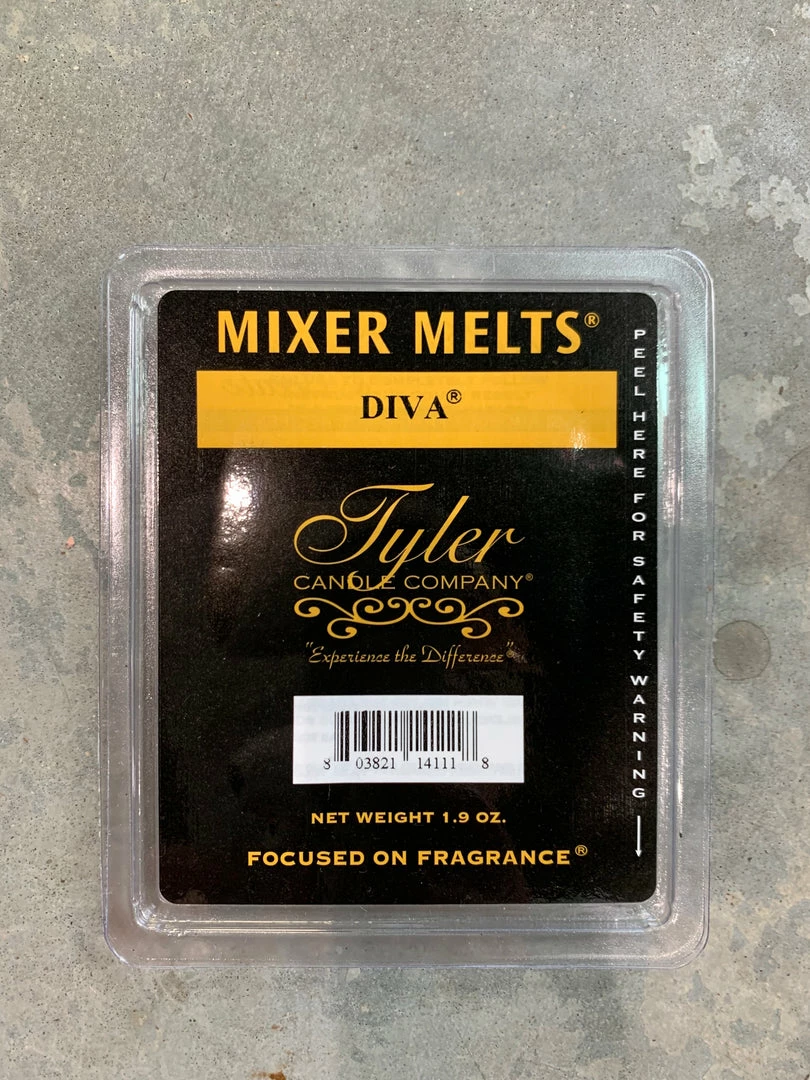 MIXER MELTS®
DIVA®
Tyler
CANDLE COMPANY®
"Experience the Difference"®
8 03821 14111 8
NET WEIGHT 1.9 OZ.
FOCUSED ON FRAGRANCE®
PEEL HERE FOR SAFETY WARNING